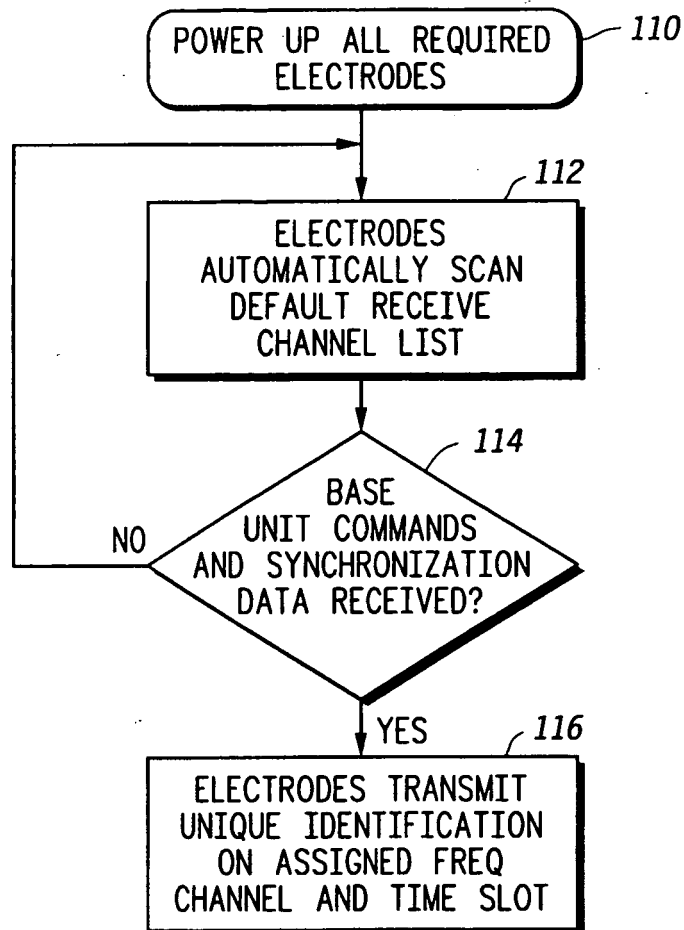 POWER UP ALL REQUIRED
ELECTRODES
110
112
ELECTRODES
AUTOMATICALLY SCAN
DEFAULT RECEIVE
CHANNEL LIST
114
BASE
UNIT COMMANDS
AND SYNCHRONIZATION
DATA RECEIVED?
NO
YES
116
ELECTRODES TRANSMIT
UNIQUE IDENTIFICATION
ON ASSIGNED FREQ
CHANNEL AND TIME SLOT